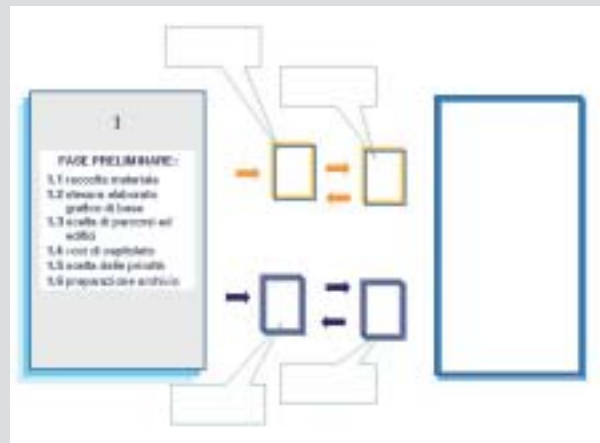 1
FASE PRELIMINARE:
1.1 raccolta materiale
1.2 stesura elaborato
grafico di base
1.3 scelta di percorsi ed
edifici
1.4 voci di capitolato
1.5 scelta delle priorità
1.6 preparazione archivio